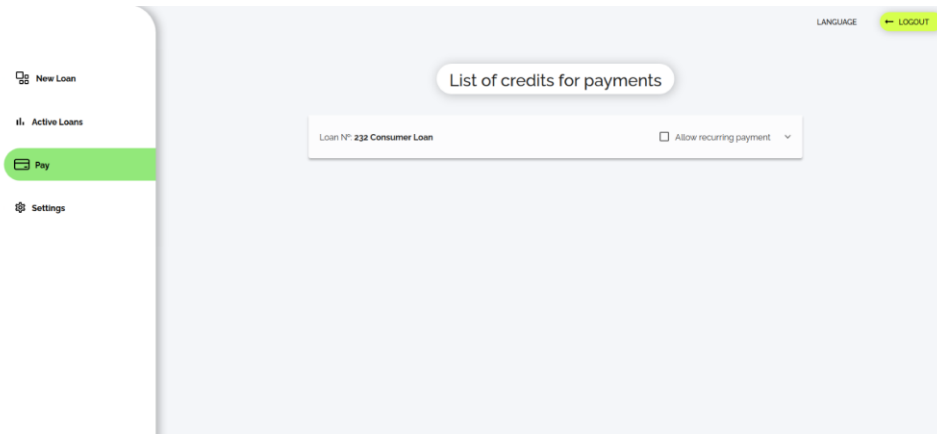 LANGUAGE
← LOGOUT
New Loan
Active Loans
Pay
Settings
List of credits for payments
Loan №: 232 Consumer Loan
Allow recurring payment